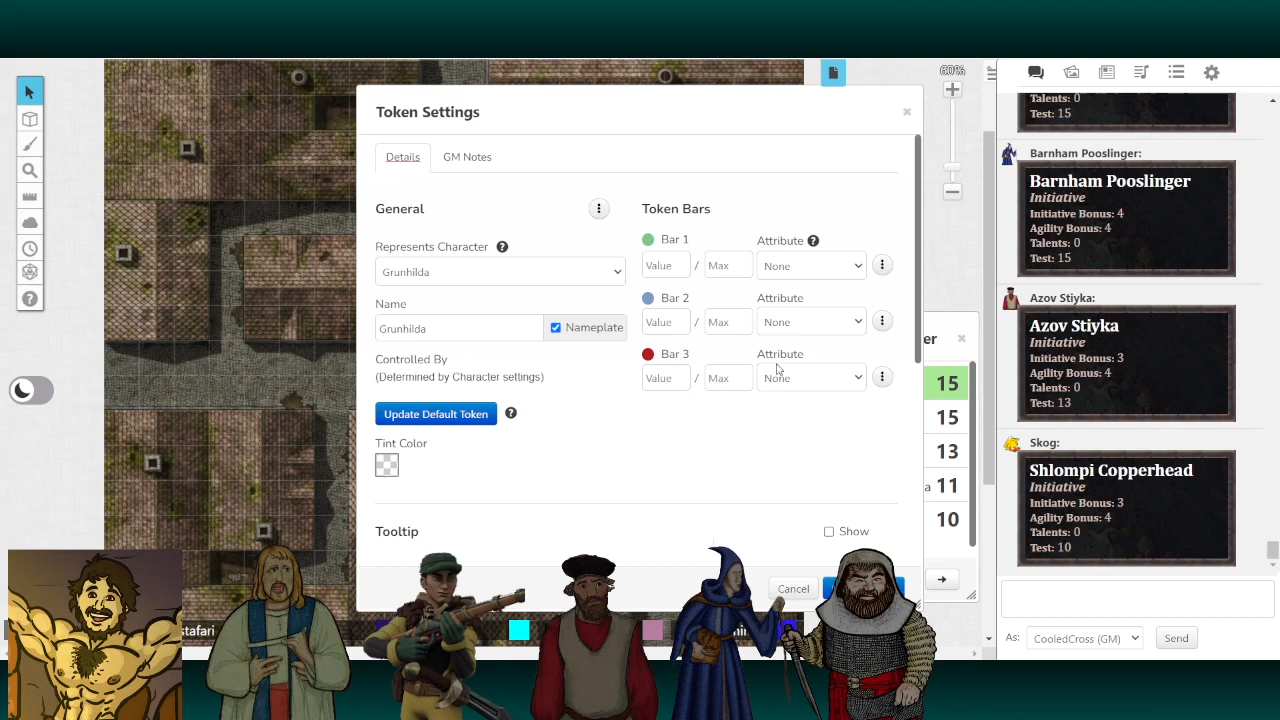 60%
Token Settings
×
Details
GM Notes
General
Token Bars
Represents Character ?
Bar 1
Attribute ?
Grunhilda
Value / Max None
Name
Bar 2
Attribute
Grunhilda
Nameplate
Value / Max None
Controlled By
Bar 3
Attribute
(Determined by Character settings)
Value / Max None
Update Default Token ?
Tint Color
Tooltip
Show
Cancel
stafari
er ×
15
15
13
a 11
10
Talents: 0
Test: 15
Barnham Pooslinger:
Barnham Pooslinger
Initiative
Initiative Bonus: 4
Agility Bonus: 4
Talents: 0
Test: 15
Azov Stiyka:
Azov Stiyka
Initiative
Initiative Bonus: 3
Agility Bonus: 4
Talents: 0
Test: 13
Skog:
Shlompi Copperhead
Initiative
Initiative Bonus: 3
Agility Bonus: 4
Talents: 0
Test: 10
As: CooledCross (GM) Send